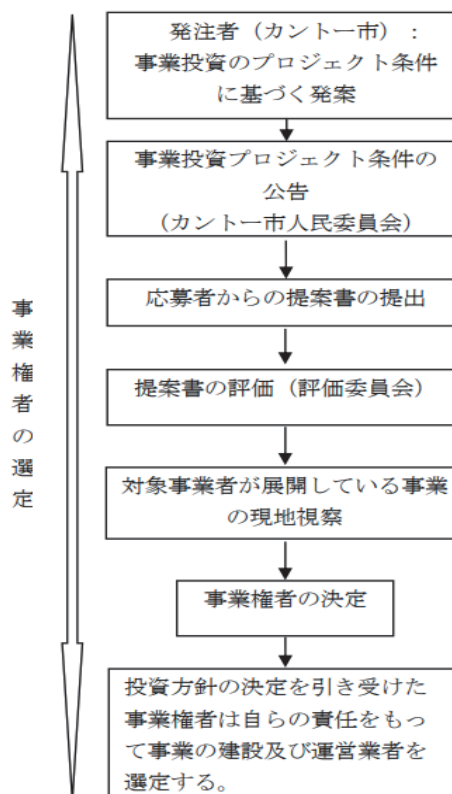 発注者（カントー市）：
事業投資のプロジェクト条件
に基づく発案
事業投資プロジェクト条件の
公告
（カントー市人民委員会）
応募者からの提案書の提出
提案書の評価（評価委員会）
対象事業者が展開している事業
の現地視察
事業権者の決定
投資方針の決定を引き受けた
事業権者は自らの責任をもっ
て事業の建設及び運営業者を
選定する。
事業権者の選定